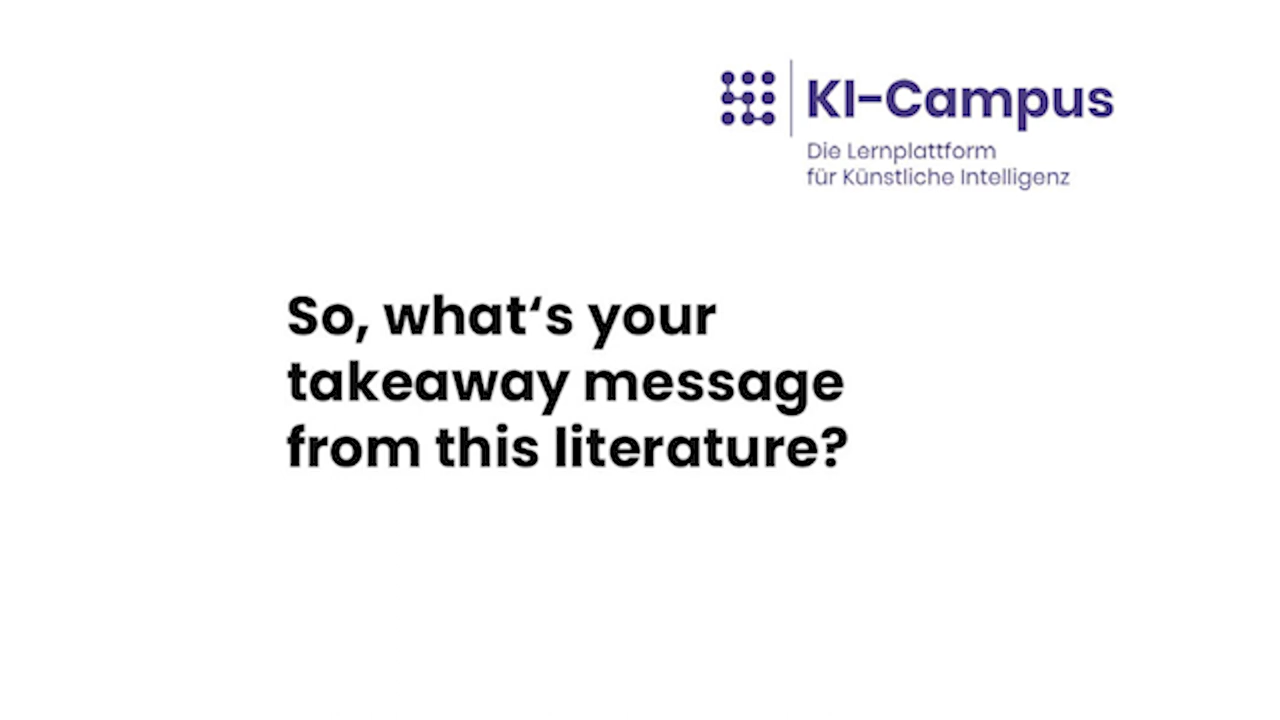 KI-Campus
Die Lernplattform
für Künstliche Intelligenz
So, what‘s your
takeaway message
from this literature?